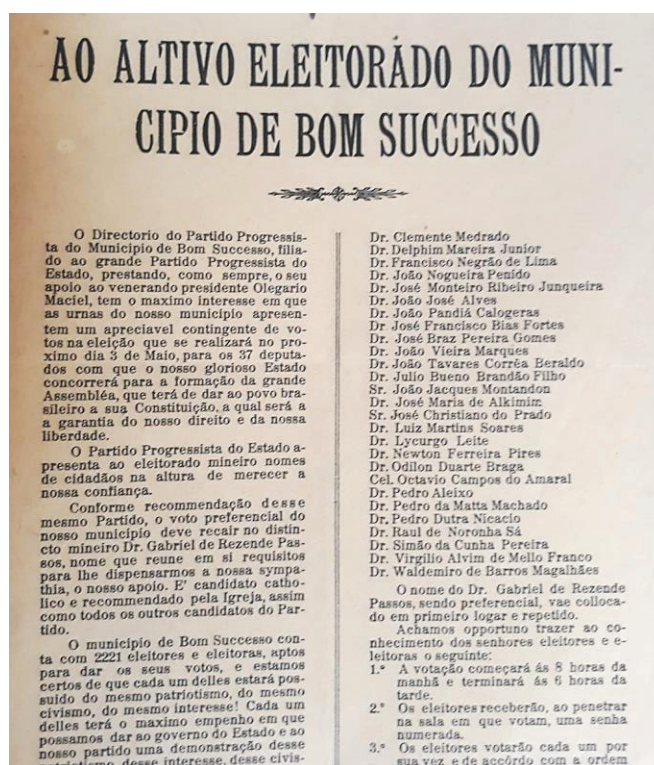 AO ALTIVO ELEITORADO DO MUNI-
CIPIO DE BOM SUCCESSO
O Directorio do Partido Progressis-
ta do Municipio de Bom Successo, filia-
do ao grande Partido Progressista do
Estado, prestando, como sempre, o seu
apoio ao venerando presidente Olegario
Maciel, tem o maximo interesse em que
as urnas do nosso municipio apresen-
tem um apreciavel contingente de vo-
tos na eleição que se realizará no pro-
ximo dia 3 de Maio, para os 37 deputa-
dos com que o nosso glorioso Estado
concorrerá para a formação da grande
Assembléa, que terá de dar ao povo bra-
sileiro a sua Constituição, a qual será a
a garantia do nosso direito e da nossa
liberdade.
O Partido Progressista do Estado a-
presenta ao eleitorado mineiro nomes
de cidadãos na altura de merecer a
nossa confiança.
Conforme recommendação desse
mesmo Partido, o voto preferencial do
nosso municipio deve recair no distin-
cto mineiro Dr. Gabriel de Rezende Pas-
sos, nome que reune em si requisitos
para lhe dispensarmos a nossa sympa-
thia, o nosso apoio. E' candidato catho-
lico e recommendado pela Igreja, assim
como todos os outros candidatos do Par-
tido.
O municipio de Bom Successo con-
ta com 2221 eleitores e eleitoras, aptos
para dar os seus votos, e estamos
certos de que cada um delles estará pos-
suido do mesmo patriotismo, do mesmo
civismo, do mesmo interesse! Cada um
delles terá o maximo empenho em que
possamos dar ao governo do Estado e ao
nosso partido uma demonstração desse
patriotismo, desse interesse, desse civis-
Dr. Clemente Medrado
Dr. Delphim Mareira Junior
Dr. Francisco Negrão de Lima
Dr. João Nogueira Penido
Dr. José Monteiro Ribeiro Junqueira
Dr. João José Alves
Dr. João Pandiá Calogeras
Dr. José Francisco Bias Fortes
Dr. José Braz Pereira Gomes
Dr. João Vieira Marques
Dr. João Tavares Corrêa Beraldo
Dr. Julio Bueno Brandão Filho
Sr. João Jacques Montandon
Dr. José Maria de Alkimim
Sr. José Christiano do Prado
Dr. Luiz Martins Soares
Dr. Lycurgo Leite
Dr. Newton Ferreira Pires
Dr. Odilon Duarte Braga
Cel. Octavio Campos do Amaral
Dr. Pedro Aleixo
Dr. Pedro da Matta Machado
Dr. Pedro Dutra Nicacio
Dr. Raul de Noronha Sá
Dr. Simão da Cunha Pereira
Dr. Virgilio Alvim de Mello Franco
Dr. Waldemiro de Barros Magalhães
O nome do Dr. Gabriel de Rezende
Passos, sendo preferencial, vae colloca-
do em primeiro logar e repetido.
Achamos opportuno trazer ao co-
nhecimento dos senhores eleitores e e-
leitoras o seguinte:
1.º A votação começará ás 8 horas da
manhã e terminará ás 6 horas da
tarde.
2.º Os eleitores receberão, ao penetrar
na sala em que votam, uma senha
numerada.
3.º Os eleitores votarão cada um por
sua vez e de accôrdo com a ordem